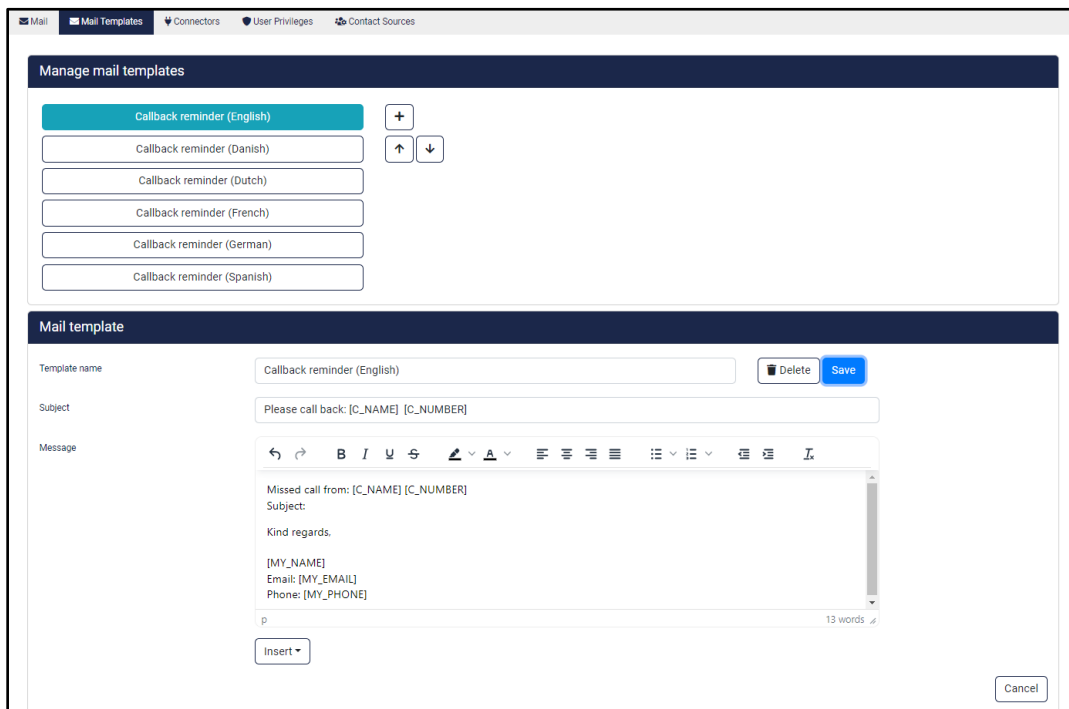 Mail Mail Templates Connectors User Privileges Contact Sources
Manage mail templates
Callback reminder (English)
Callback reminder (Danish)
Callback reminder (Dutch)
Callback reminder (French)
Callback reminder (German)
Callback reminder (Spanish)
Mail template
Template name Callback reminder (English) Delete Save
Subject Please call back: [C_NAME] [C_NUMBER]
Message
Missed call from: [C_NAME] [C_NUMBER]
Subject:
Kind regards,
[MY_NAME]
Email: [MY_EMAIL]
Phone: [MY_PHONE]
p 13 words
Insert
Cancel